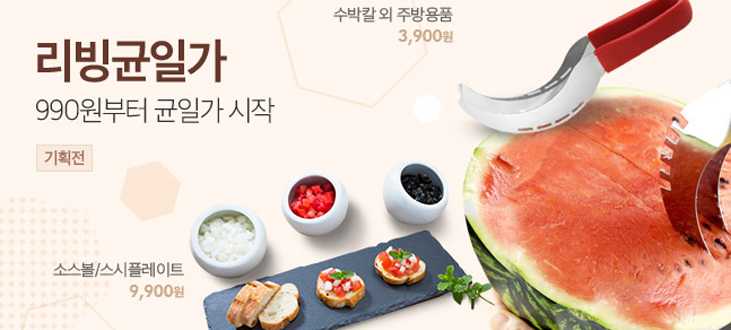 수박칼 외 주방용품
3,900원
리빙균일가
990원부터 균일가 시작
기획전
소스볼/스시플레이트
9,900원